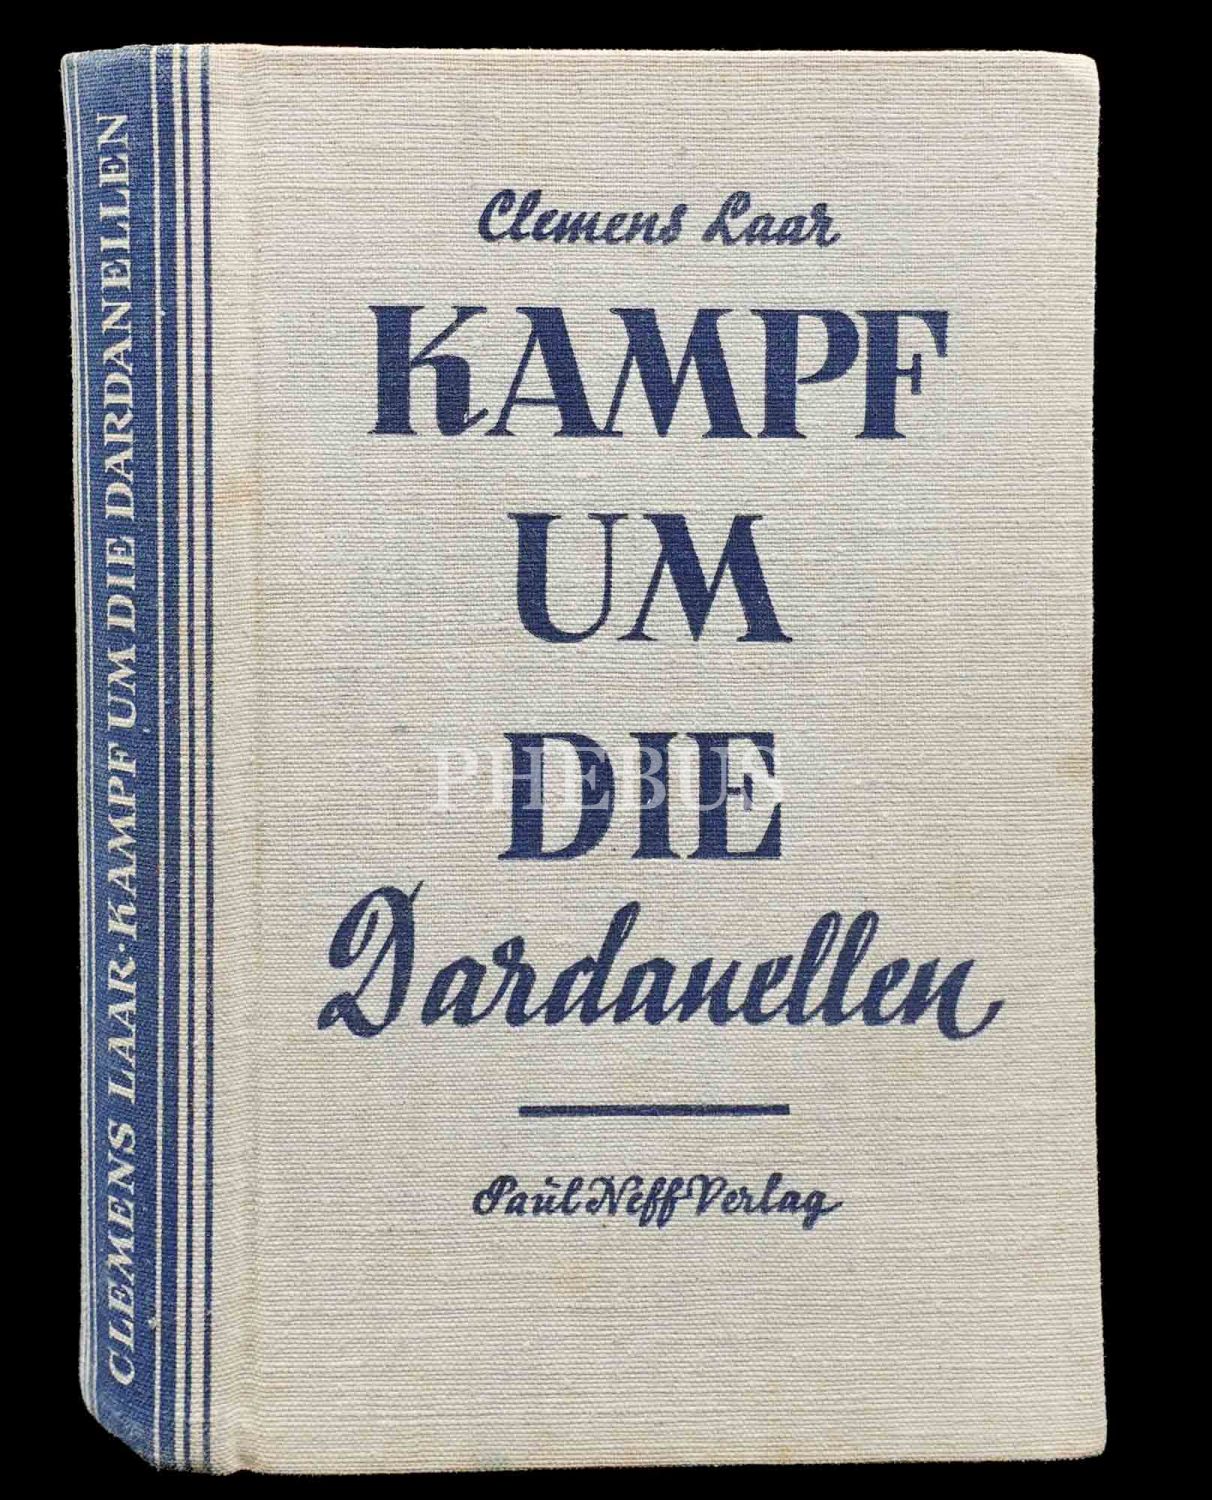 CLEMENS LAAR·KAMPF UM DIE DARDANELLEN
Clemens Laar
KAMPF
UM
DIE
PHEBUS
Dardanellen
Paul Neff Verlag